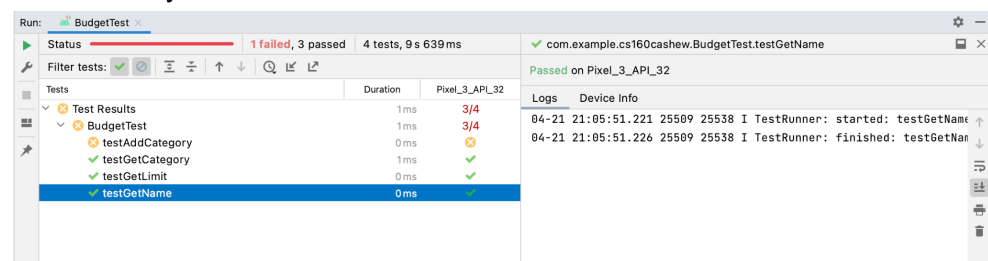 Run: BudgetTest
Status 1 failed, 3 passed 4 tests, 9 s 639 ms
Filter tests:
Tests Duration Pixel_3_API_32
Test Results 1 ms 3/4
BudgetTest 1 ms 3/4
testAddCategory 0 ms
testGetCategory 1 ms
testGetLimit 0 ms
testGetName 0 ms
com.example.cs160cashew.BudgetTest.testGetName
Passed on Pixel_3_API_32
Logs Device Info
04-21 21:05:51.221 25509 25538 I TestRunner: started: testGetName
04-21 21:05:51.226 25509 25538 I TestRunner: finished: testGetNam